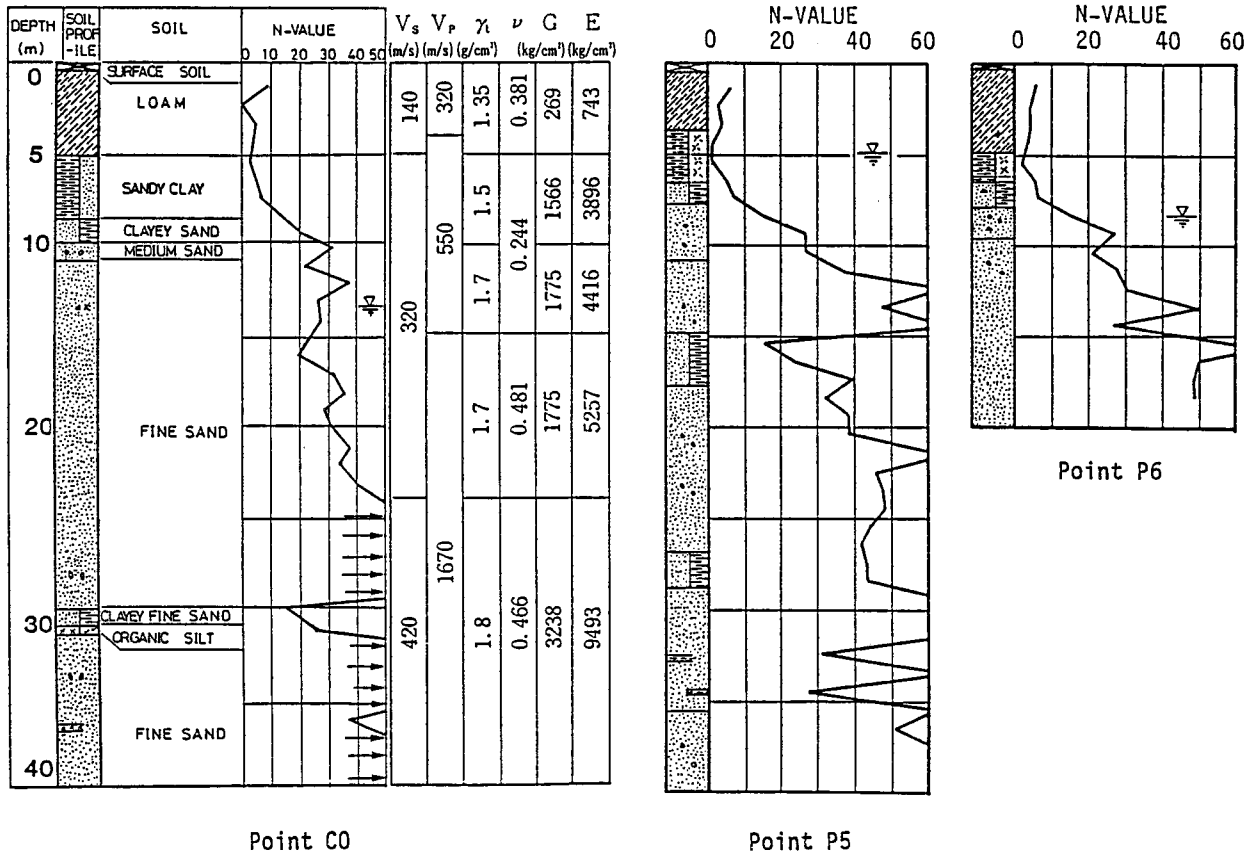 DEPTH (m)
SOIL PROF -ILE
SOIL
N-VALUE
0 10 20 30 40 50
Vs (m/s)
Vp (m/s)
γt (g/cm³)
ν
G (kg/cm²)
E (kg/cm²)
0
5
10
20
30
40
SURFACE SOIL
LOAM
SANDY CLAY
CLAYEY SAND
MEDIUM SAND
FINE SAND
CLAYEY FINE SAND
ORGANIC SILT
FINE SAND
140
320
420
320
550
1670
1.35
1.5
1.7
1.7
1.8
0.381
0.244
0.481
0.466
269
1566
1775
1775
3238
743
3896
4416
5257
9493
Point C0
N-VALUE
0 20 40 60
Point P5
N-VALUE
0 20 40 60
Point P6